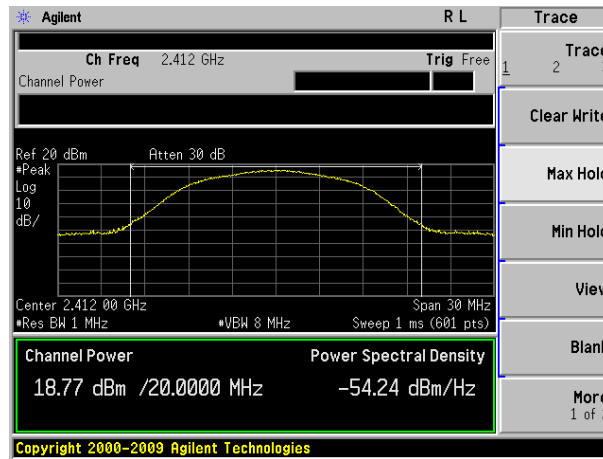 Agilent R L Trace
Ch Freq 2.412 GHz Trig Free
Channel Power
Trace
1 2
Clear Write
Ref 20 dBm Atten 30 dB
#Peak
Log
10
dB/
Max Hold
Min Hold
View
Center 2.412 00 GHz Span 30 MHz
#Res BW 1 MHz #VBW 8 MHz Sweep 1 ms (601 pts)
Channel Power Power Spectral Density
18.77 dBm /20.0000 MHz -54.24 dBm/Hz
Blank
More
1 of
Copyright 2000-2009 Agilent Technologies